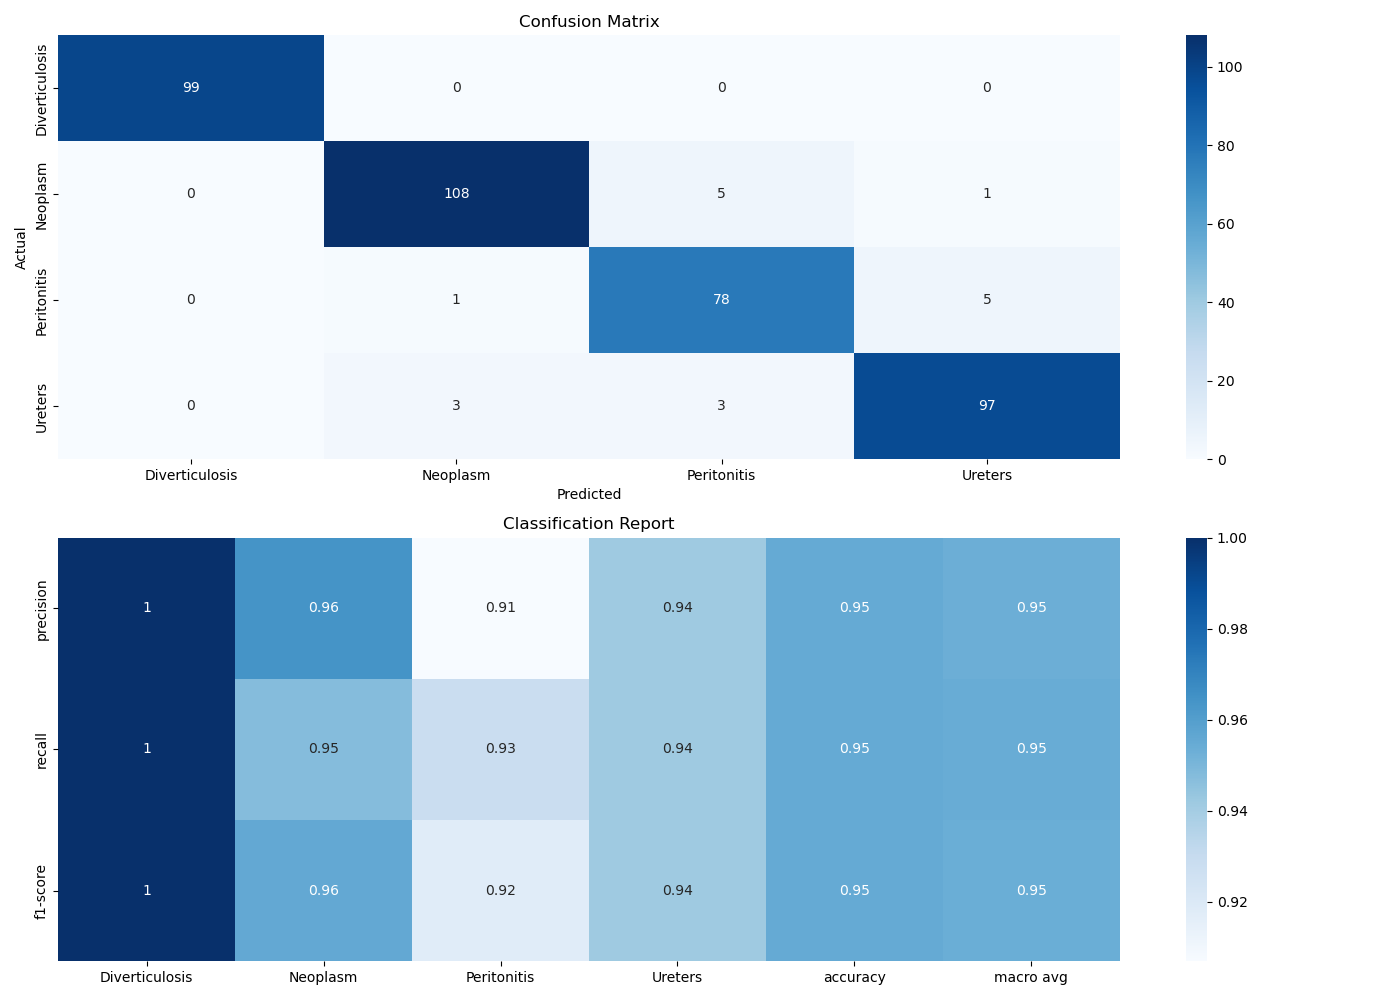 Confusion Matrix
Actual
Diverticulosis 99 0 0 0
Neoplasm 0 108 5 1
Peritonitis 0 1 78 5
Ureters 0 3 3 97
Diverticulosis Neoplasm Peritonitis Ureters
Predicted
100
80
60
40
20
0
Classification Report
precision 1 0.96 0.91 0.94 0.95 0.95
recall 1 0.95 0.93 0.94 0.95 0.95
f1-score 1 0.96 0.92 0.94 0.95 0.95
Diverticulosis Neoplasm Peritonitis Ureters accuracy macro avg
1.00
0.98
0.96
0.94
0.92